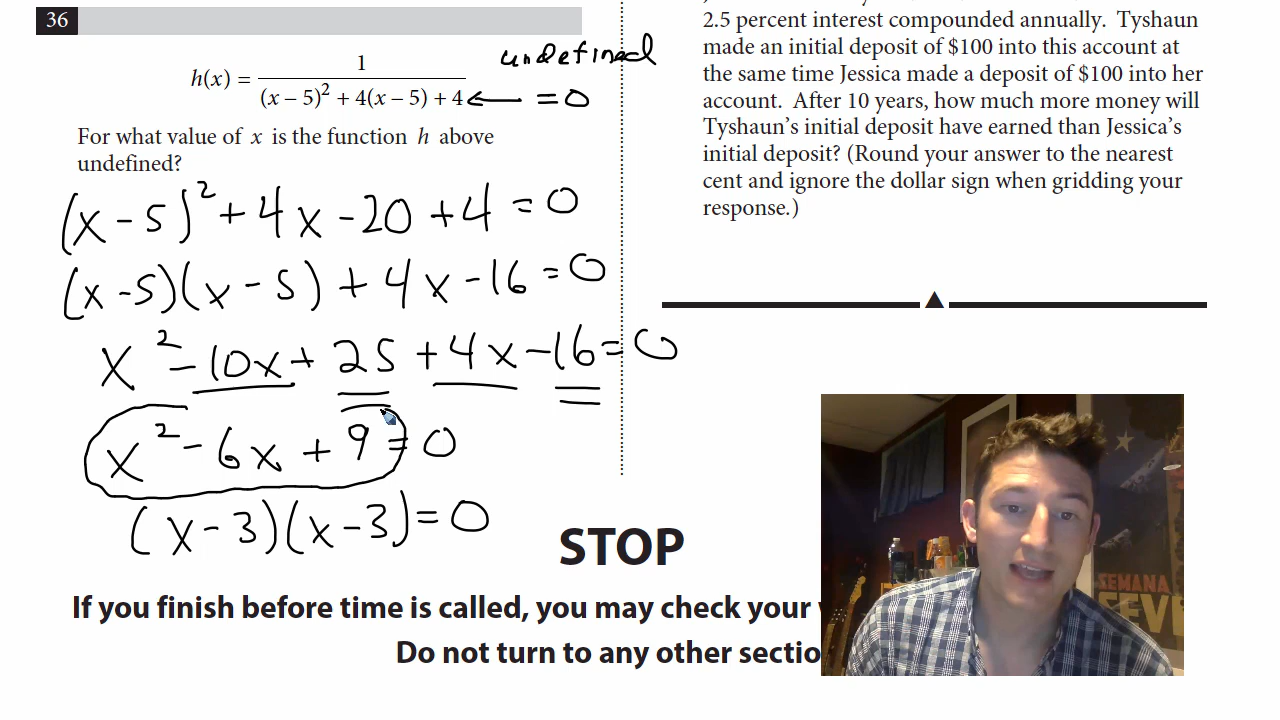 36
undefined
h(x) = 1 / (x – 5)² + 4(x – 5) + 4 ← = 0
For what value of x is the function h above
undefined?
(x – 5)² + 4x – 20 + 4 = 0
(x – 5)(x – 5) + 4x – 16 = 0
x² – 10x + 25 + 4x – 16 = 0
x² – 6x + 9 = 0
(x – 3)(x – 3) = 0
2.5 percent interest compounded annually. Tyshaun
made an initial deposit of $100 into this account at
the same time Jessica made a deposit of $100 into her
account. After 10 years, how much more money will
Tyshaun’s initial deposit have earned than Jessica’s
initial deposit? (Round your answer to the nearest
cent and ignore the dollar sign when gridding your
response.)
STOP
If you finish before time is called, you may check your
Do not turn to any other sectio
SEMANA
SEVE